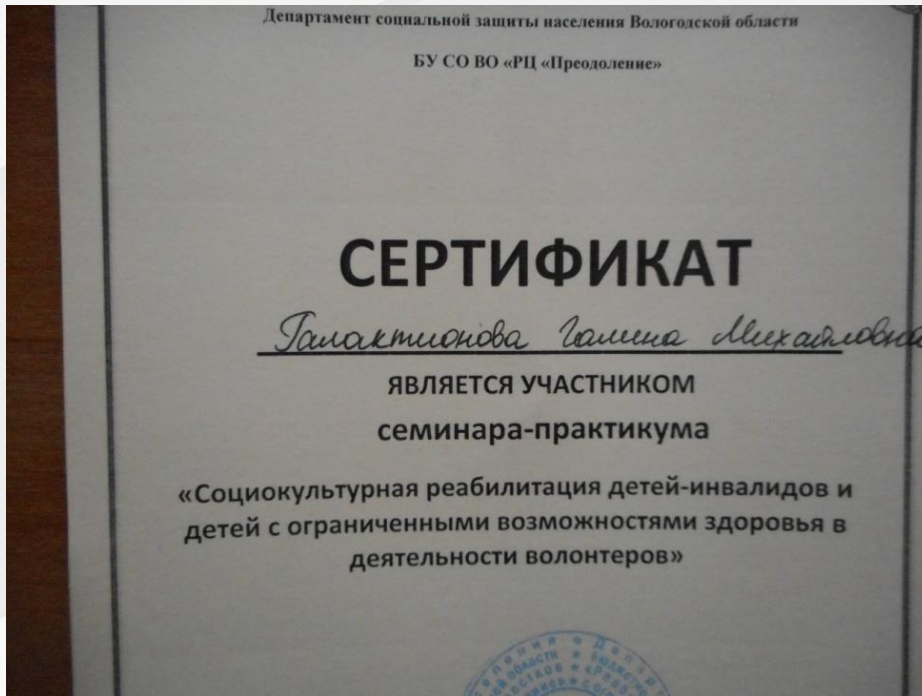 Департамент социальной защиты населения Вологодской области
БУ СО ВО «РЦ «Преодоление»
СЕРТИФИКАТ
Галактионова Галина Михайловна
ЯВЛЯЕТСЯ УЧАСТНИКОМ
семинара-практикума
«Социокультурная реабилитация детей-инвалидов и
детей с ограниченными возможностями здоровья в
деятельности волонтеров»